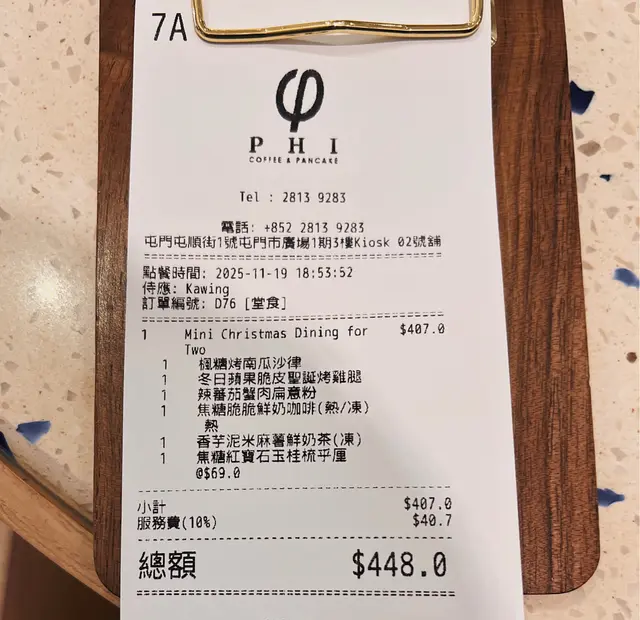 7A
PHI
COFFEE & PANCAKE
Tel : 2813 9283
電話: +852 2813 9283
屯門屯順街1號屯門市廣場1期3樓Kiosk 02號舖
點餐時間: 2025-11-19 18:53:52
侍應: Kawing
訂單編號: D76 [堂食]
1 Mini Christmas Dining for $407.0
Two
1 楓糖烤南瓜沙律
1 冬日蘋果脆皮聖誕烤雞腿
1 辣蕃茄蟹肉扁意粉
1 焦糖脆脆鮮奶咖啡(熱/凍)
熱
1 香芋泥米麻薯鮮奶茶(凍)
1 焦糖紅寶石玉桂梳乎厘
@$69.0
小計 $407.0
服務費(10%) $40.7
總額 $448.0